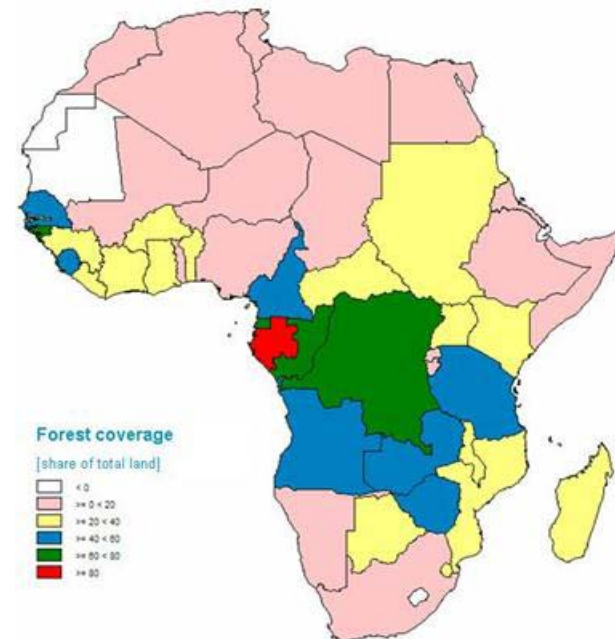 Forest coverage
[share of total land]
< 0
>= 0 < 20
>= 20 < 40
>= 40 < 60
>= 60 < 80
>= 80